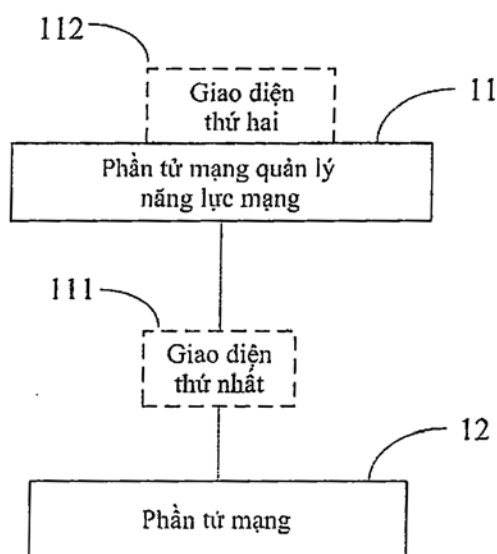 112
Giao diện
thứ hai
11
Phần tử mạng quản lý
năng lực mạng
111
Giao diện
thứ nhất
12
Phần tử mạng